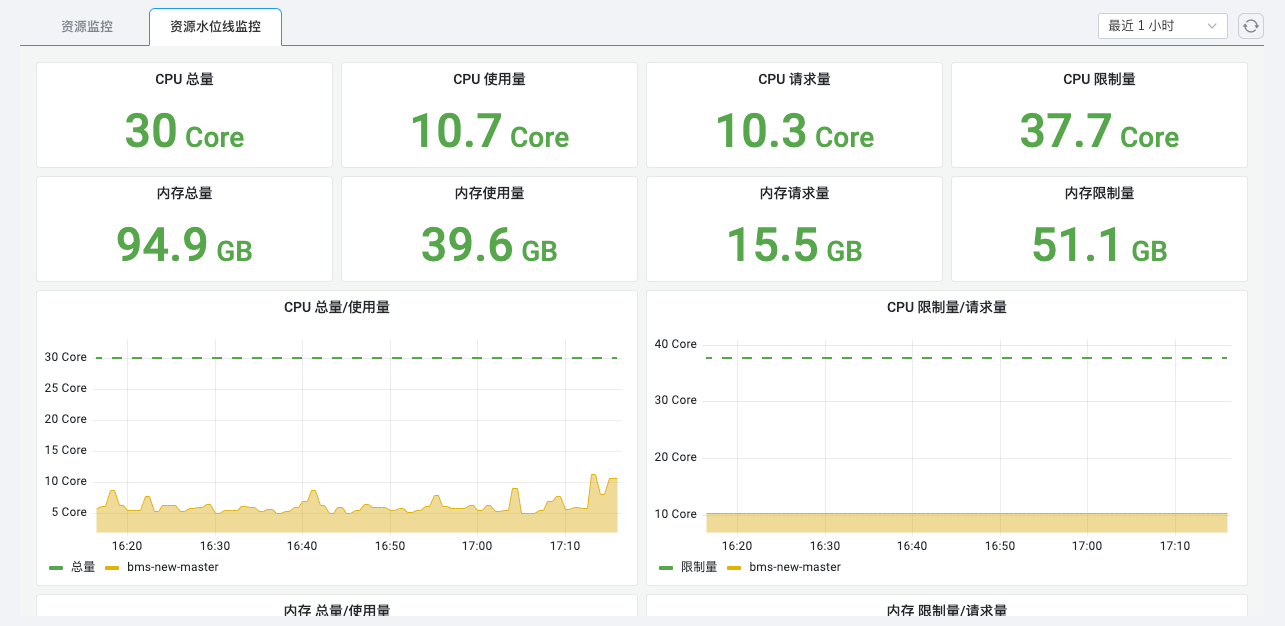 资源监控
资源水位线监控
最近 1 小时
CPU 总量
30 Core
CPU 使用量
10.7 Core
CPU 请求量
10.3 Core
CPU 限制量
37.7 Core
内存总量
94.9 GB
内存使用量
39.6 GB
内存请求量
15.5 GB
内存限制量
51.1 GB
CPU 总量/使用量
30 Core
25 Core
20 Core
15 Core
10 Core
5 Core
16:20 16:30 16:40 16:50 17:00 17:10
总量 bms-new-master
CPU 限制量/请求量
40 Core
30 Core
20 Core
10 Core
16:20 16:30 16:40 16:50 17:00 17:10
限制量 bms-new-master
内存 总量/使用量
内存 限制量/请求量